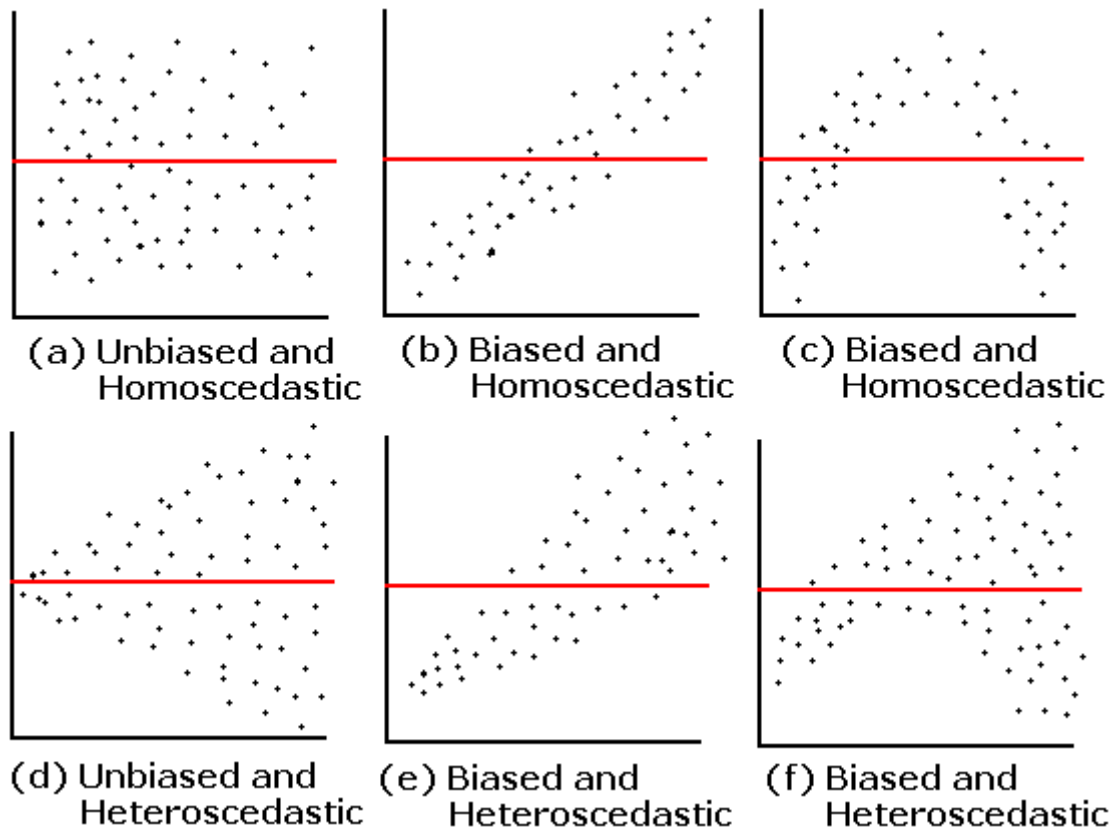 (a) Unbiased and
Homoscedastic
(b) Biased and
Homoscedastic
(c) Biased and
Homoscedastic
(d) Unbiased and
Heteroscedastic
(e) Biased and
Heteroscedastic
(f) Biased and
Heteroscedastic